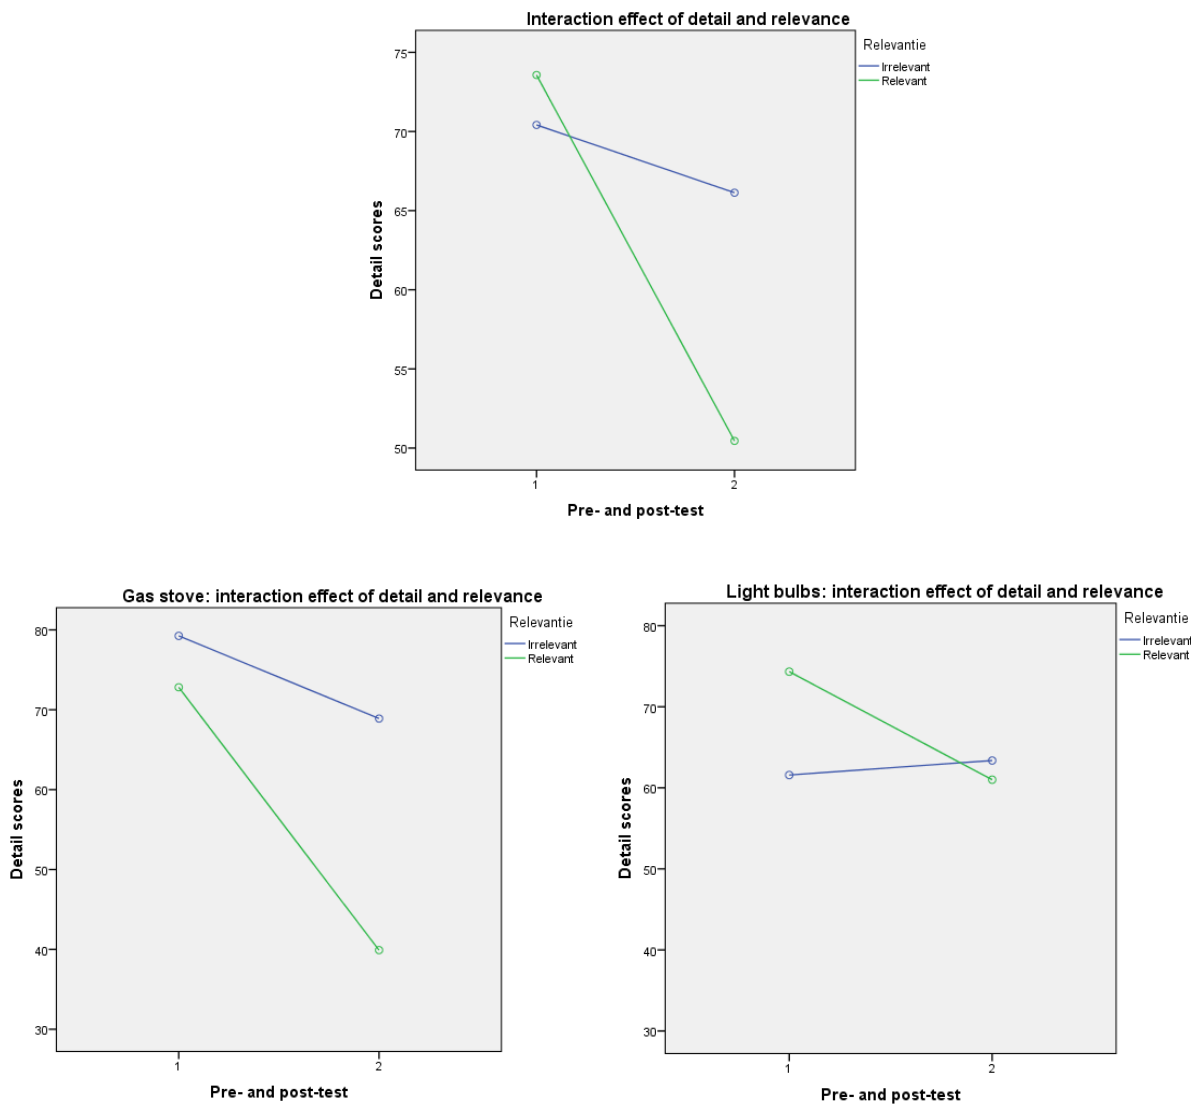 Interaction effect of detail and relevance
Relevantie
Irrelevant
Relevant
75
70
65
60
55
50
Detail scores
1 2
Pre- and post-test
Gas stove: interaction effect of detail and relevance
Relevantie
Irrelevant
Relevant
80
70
60
50
40
30
Detail scores
1 2
Pre- and post-test
Light bulbs: interaction effect of detail and relevance
Relevantie
Irrelevant
Relevant
80
70
60
50
40
30
Detail scores
1 2
Pre- and post-test